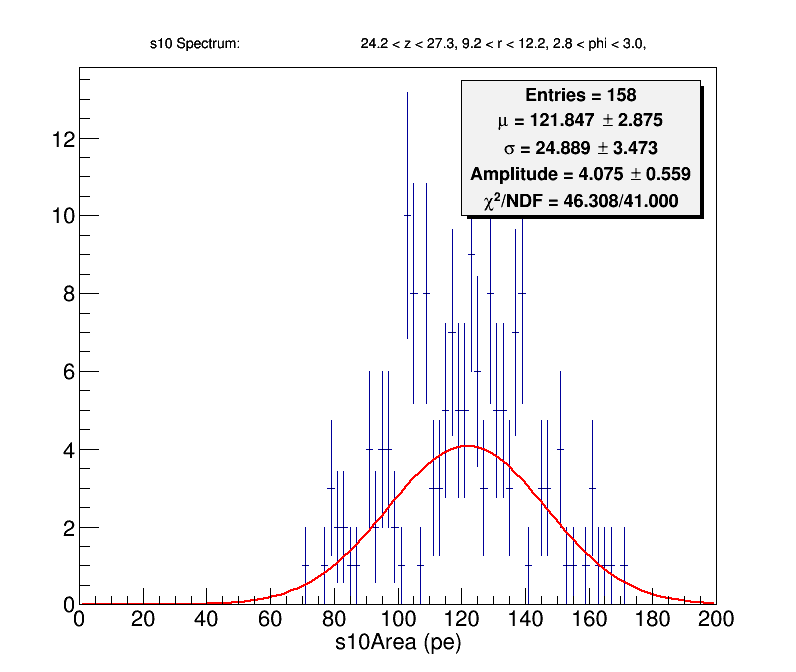 s10 Spectrum: 24.2 < z < 27.3, 9.2 < r < 12.2, 2.8 < phi < 3.0,
Entries = 158
μ = 121.847 ± 2.875
σ = 24.889 ± 3.473
Amplitude = 4.075 ± 0.559
χ²/NDF = 46.308/41.000
12
10
8
6
4
2
0
0 20 40 60 80 100 120 140 160 180 200
s10Area (pe)